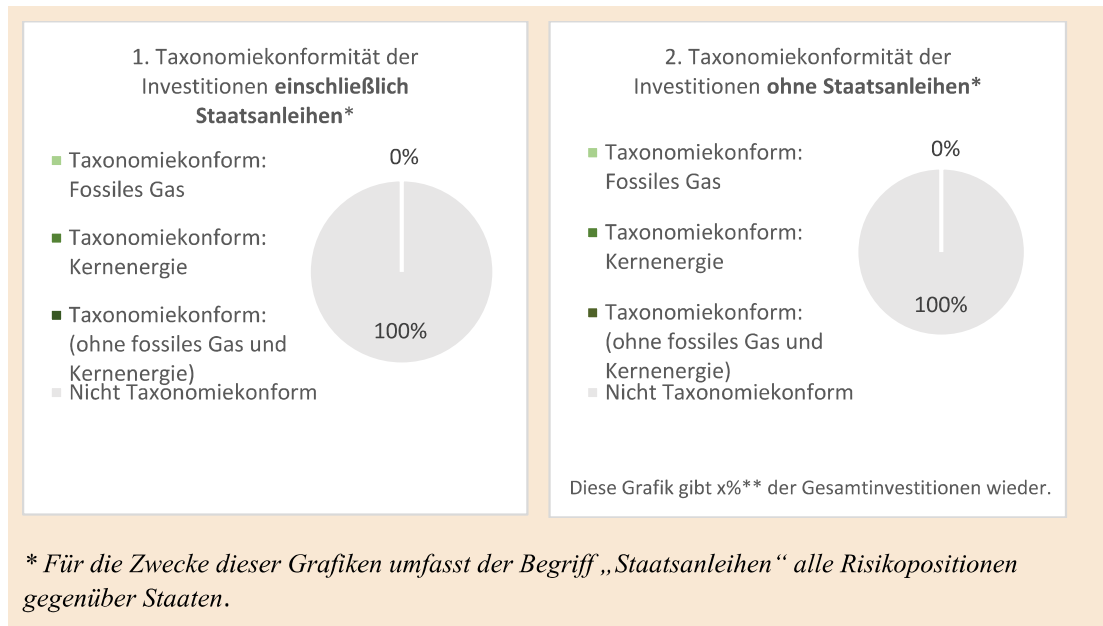 1. Taxonomiekonformität der
Investitionen einschließlich
Staatsanleihen*
Taxonomiekonform:
Fossiles Gas
Taxonomiekonform:
Kernenergie
Taxonomiekonform:
(ohne fossiles Gas und
Kernenergie)
Nicht Taxonomiekonform
0%
100%
2. Taxonomiekonformität der
Investitionen ohne Staatsanleihen*
Taxonomiekonform:
Fossiles Gas
Taxonomiekonform:
Kernenergie
Taxonomiekonform:
(ohne fossiles Gas und
Kernenergie)
Nicht Taxonomiekonform
0%
100%
Diese Grafik gibt x%** der Gesamtinvestitionen wieder.
* Für die Zwecke dieser Grafiken umfasst der Begriff „Staatsanleihen“ alle Risikopositionen
gegenüber Staaten.